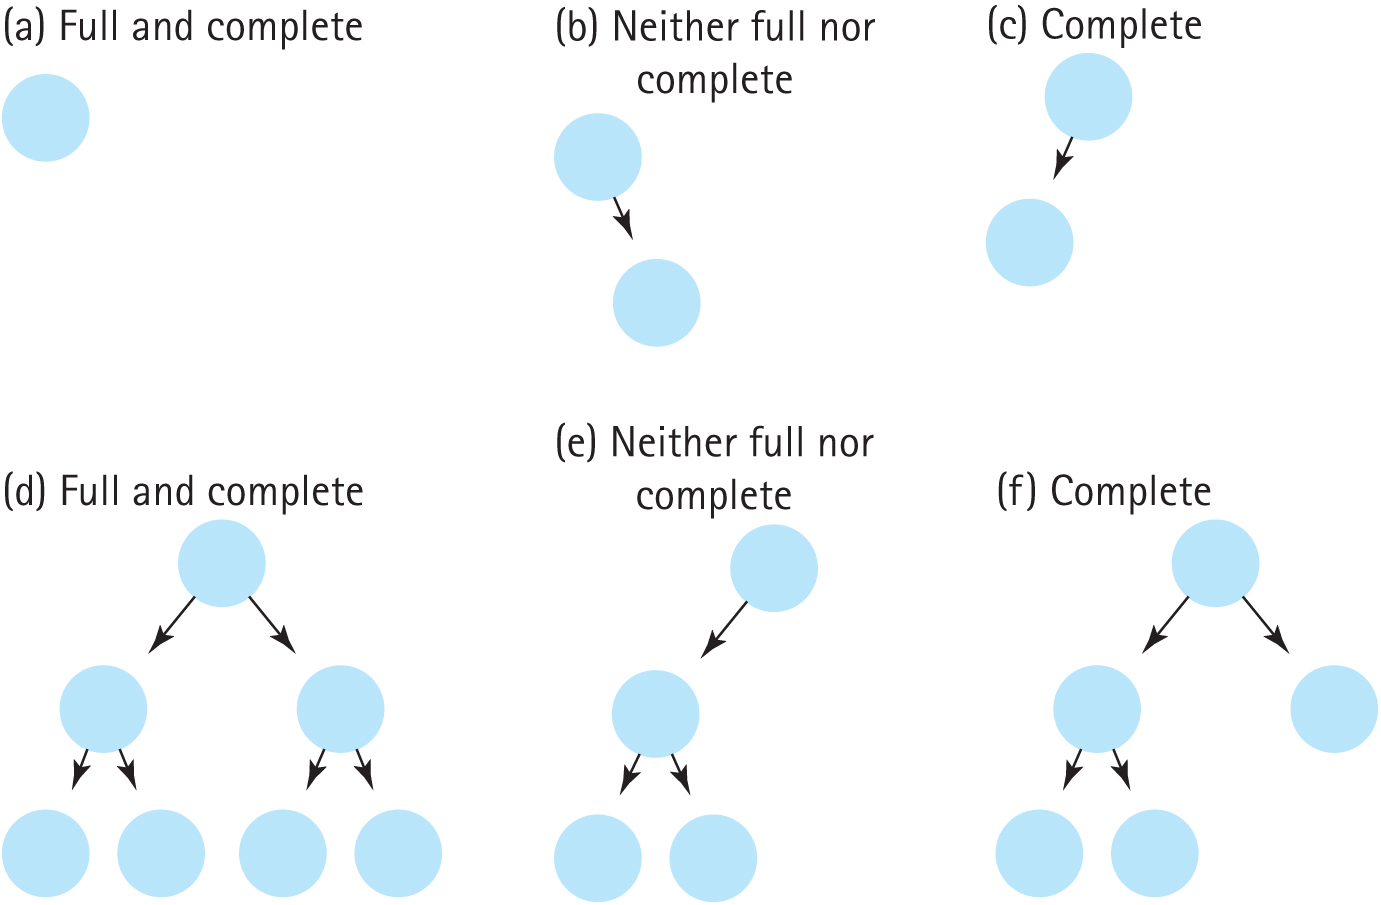 (a) Full and complete
(b) Neither full nor
complete
(c) Complete
(d) Full and complete
(e) Neither full nor
complete
(f) Complete